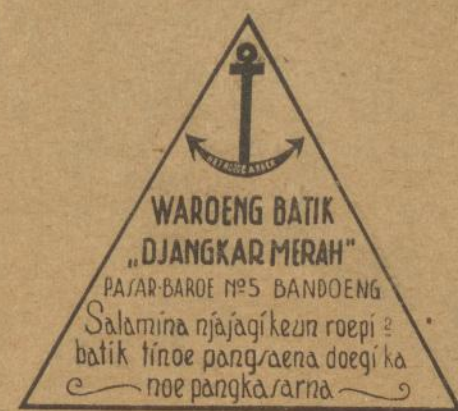 WAROENG BATIK
„DJANGKAR MERAH"
PASAR-BAROE Nº5 BANDOENG
Salamina njajagikeun roepi 2
batik tinoe pangsaena doegi ka
noe pangkasarna